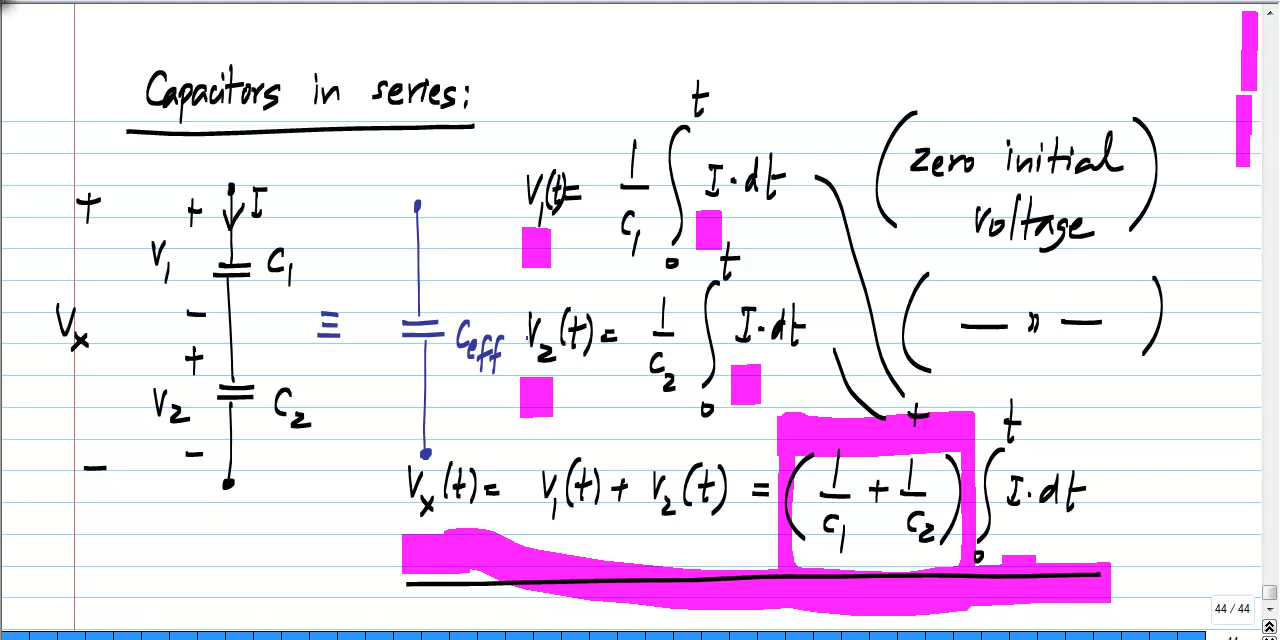 Capacitors in series:
V₁(t) = 1/C₁ ∫₀ᵗ I·dt (zero initial voltage)
+ + I
V₁ C₁
−
Vₓ ≡ Ceff
+
V₂ C₂
− −
V₂(t) = 1/C₂ ∫₀ᵗ I·dt ( — " — )
+
Vₓ(t) = V₁(t) + V₂(t) = (1/C₁ + 1/C₂) ∫₀ᵗ I·dt
44 / 44